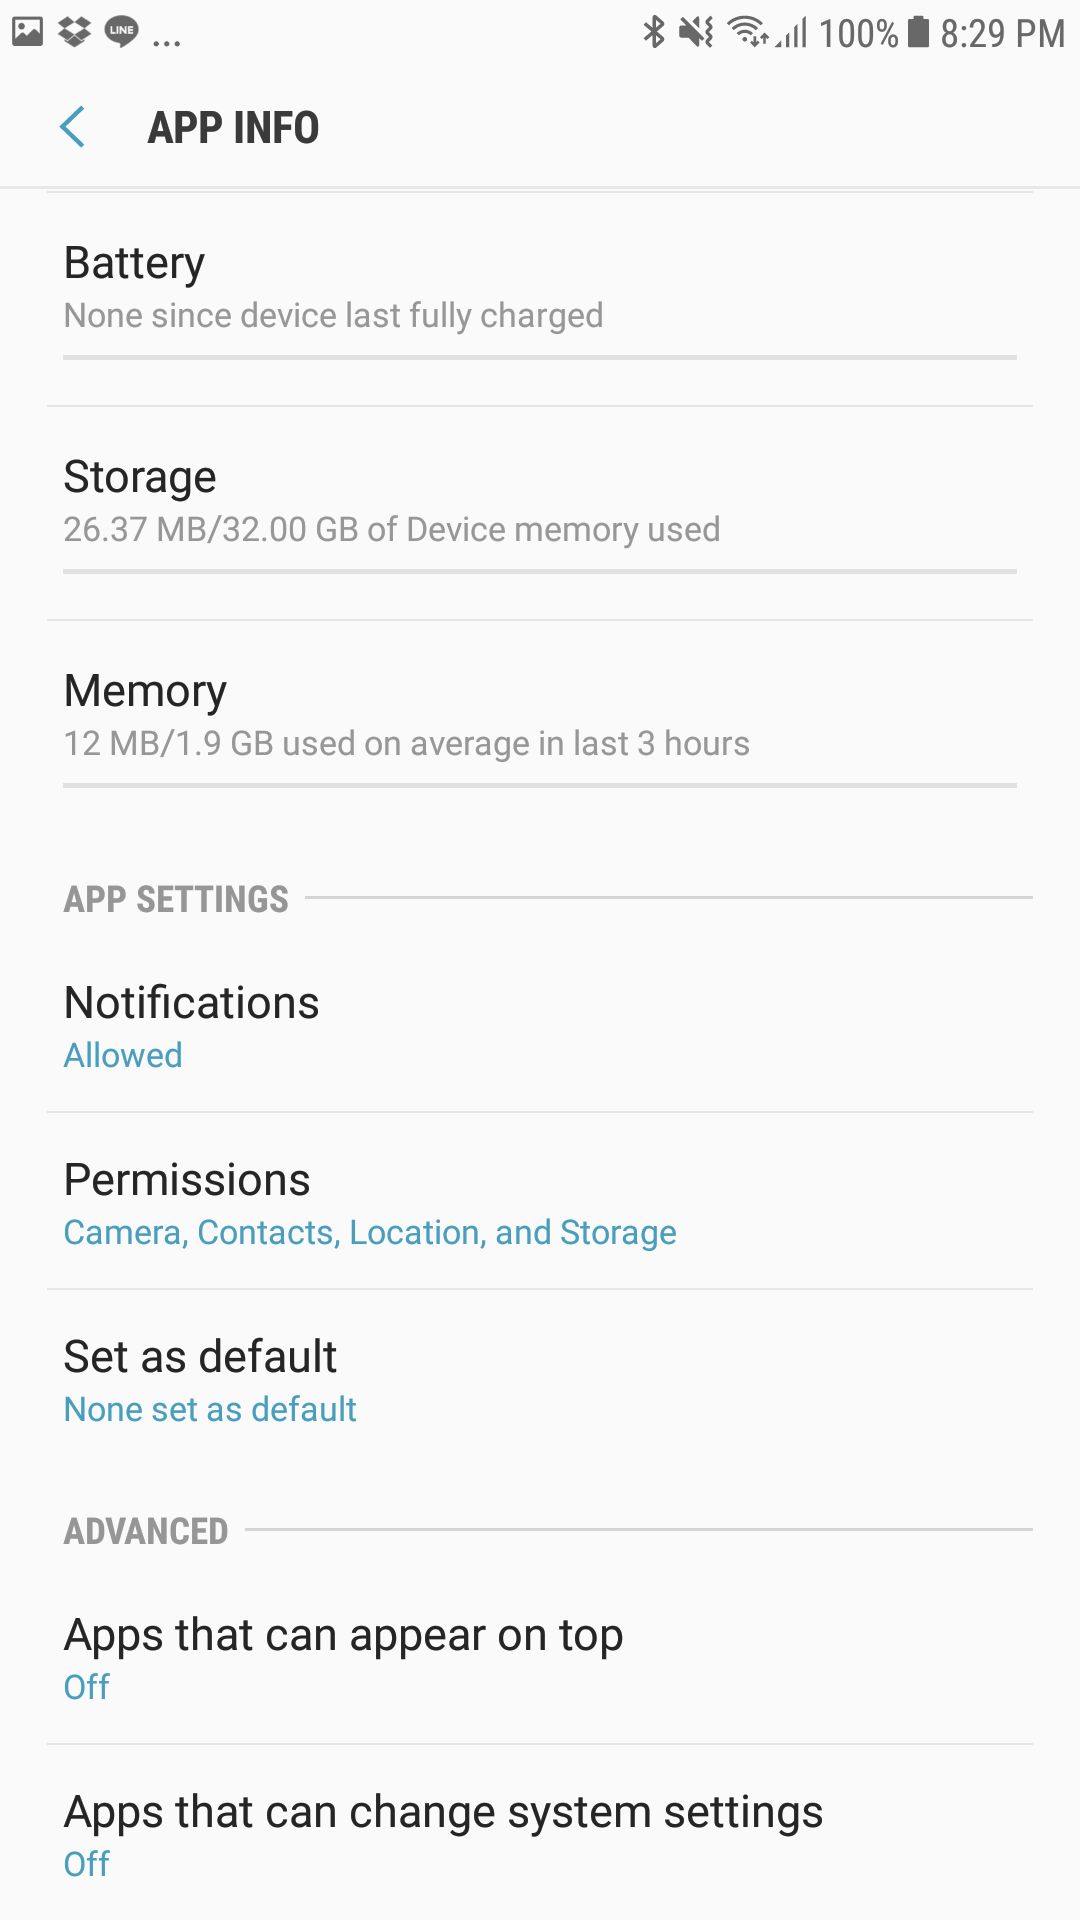 LINE ... 100% 8:29 PM
APP INFO
Battery
None since device last fully charged
Storage
26.37 MB/32.00 GB of Device memory used
Memory
12 MB/1.9 GB used on average in last 3 hours
APP SETTINGS
Notifications
Allowed
Permissions
Camera, Contacts, Location, and Storage
Set as default
None set as default
ADVANCED
Apps that can appear on top
Off
Apps that can change system settings
Off